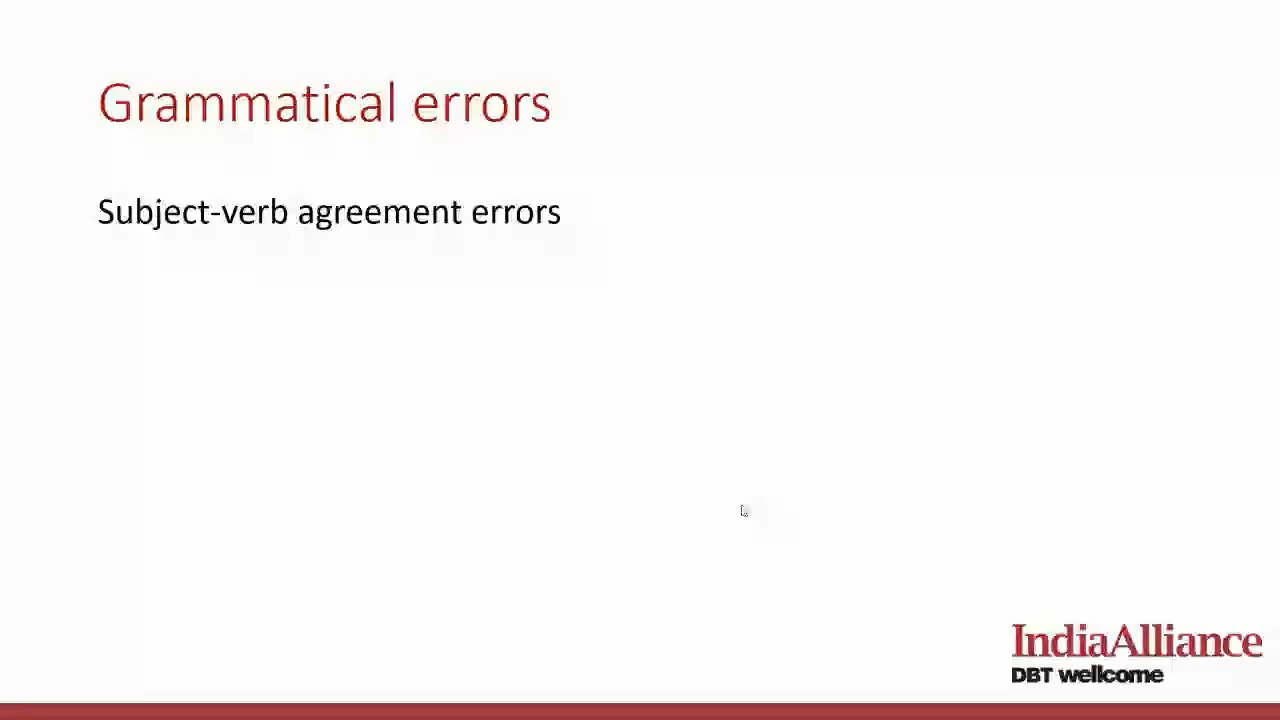 Grammatical errors
Subject-verb agreement errors
IndiaAlliance
DBT wellcome